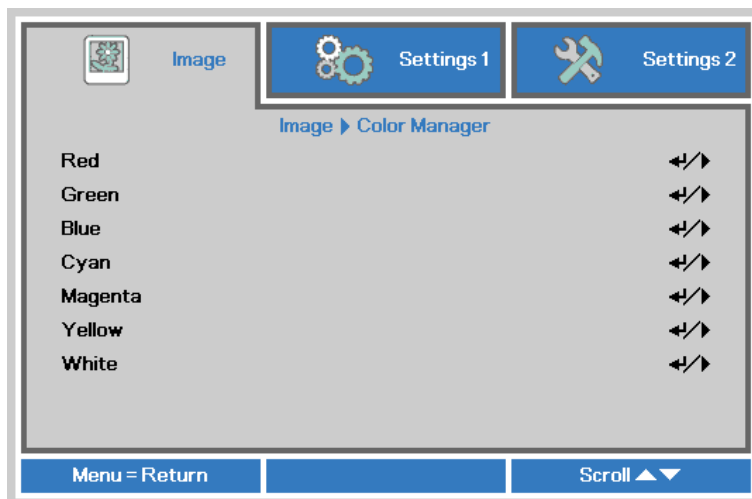 Image
Settings 1
Settings 2
Image ▶ Color Manager
Red ↵/▶
Green ↵/▶
Blue ↵/▶
Cyan ↵/▶
Magenta ↵/▶
Yellow ↵/▶
White ↵/▶
Menu = Return
Scroll ▲▼